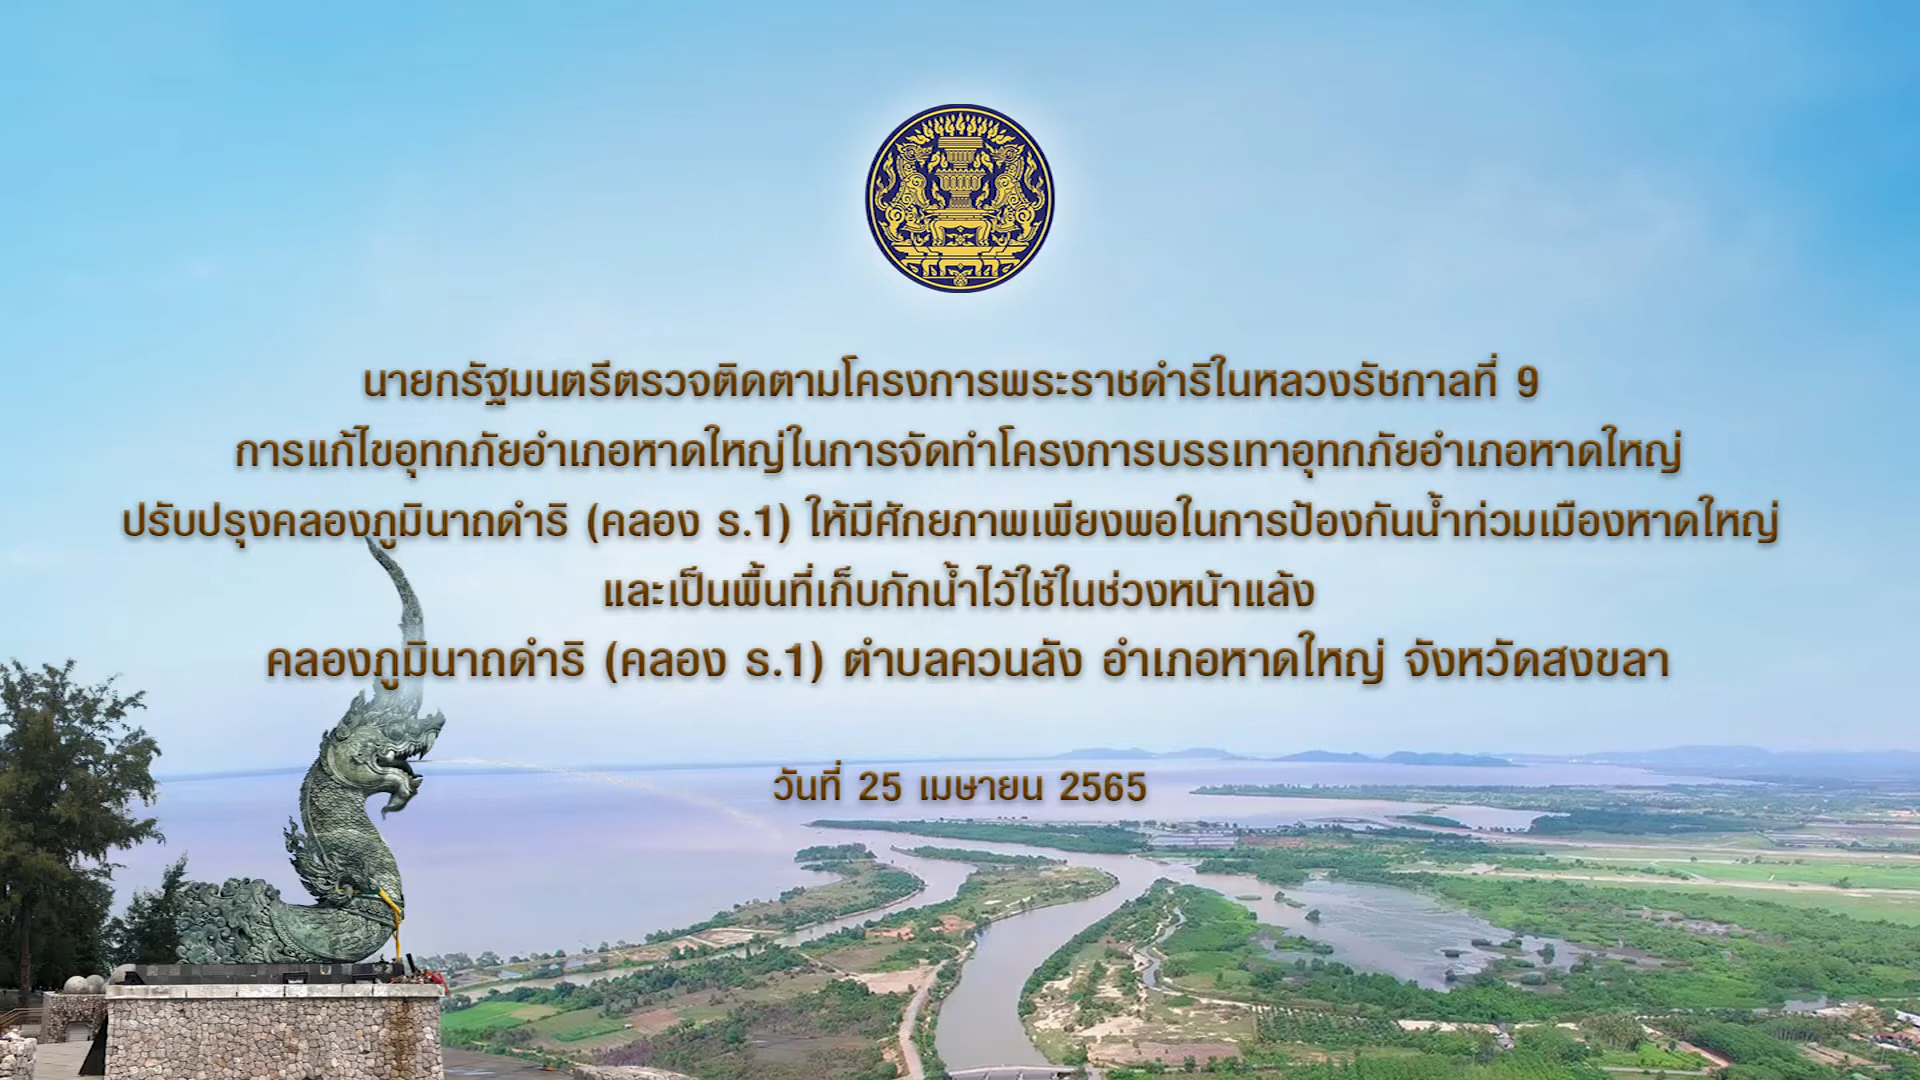 นายกรัฐมนตรีตรวจติดตามโครงการพระราชดำริในหลวงรัชกาลที่ 9
การแก้ไขอุทกภัยอำเภอหาดใหญ่ในการจัดทำโครงการบรรเทาอุทกภัยอำเภอหาดใหญ่
ปรับปรุงคลองภูมินาถดำริ (คลอง ร.1) ให้มีศักยภาพเพียงพอในการป้องกันน้ำท่วมเมืองหาดใหญ่
และเป็นพื้นที่เก็บกักน้ำไว้ใช้ในช่วงหน้าแล้ง
คลองภูมินาถดำริ (คลอง ร.1) ตำบลควนลัง อำเภอหาดใหญ่ จังหวัดสงขลา
วันที่ 25 เมษายน 2565